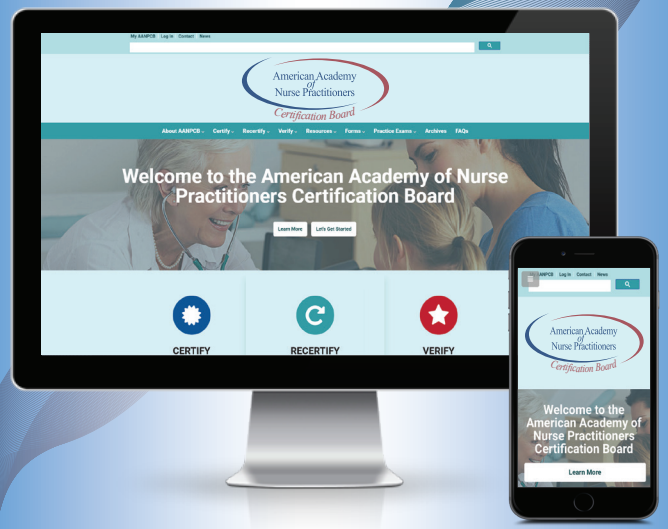 My AANPCB Log In Contact News
American Academy
of
Nurse Practitioners
Certification Board
About AANPCB Certify Recertify Verify Resources Forms Practice Exams Archives FAQs
Welcome to the American Academy of Nurse
Practitioners Certification Board
Learn More Let's Get Started
CERTIFY RECERTIFY VERIFY
My AANPCB Log In Contact News
American Academy
of
Nurse Practitioners
Certification Board
Welcome to the
American Academy of
Nurse Practitioners
Certification Board
Learn More